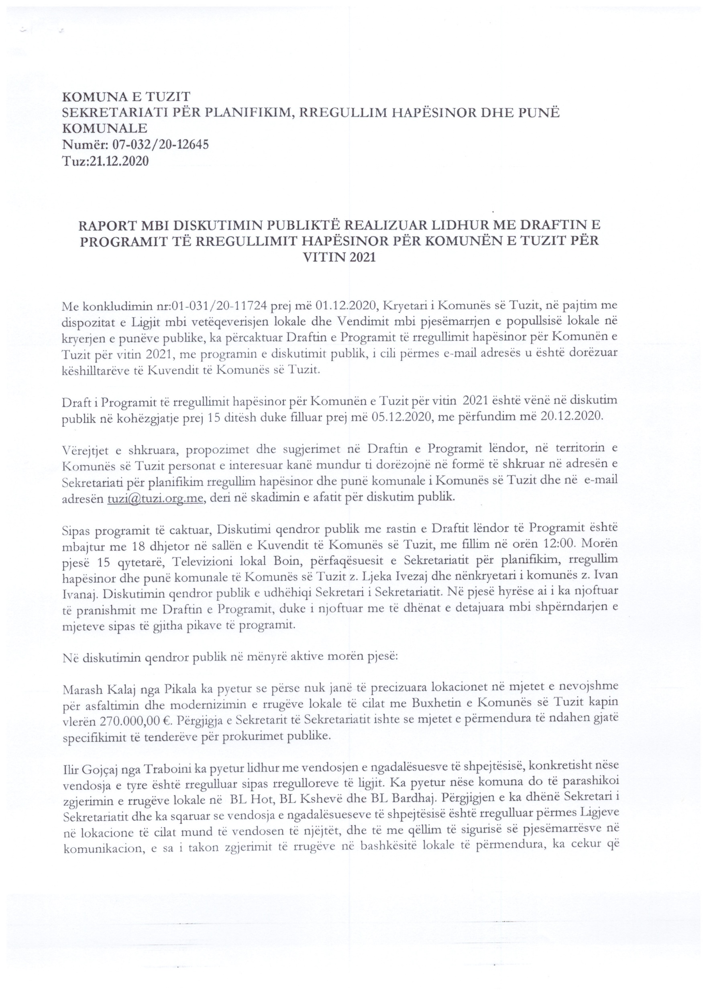 KOMUNA E TUZIT
SEKRETARIATI PËR PLANIFIKIM, RREGULLIM HAPËSINOR DHE PUNË
KOMUNALE
Numër: 07-032/20-12645
Tuz:21.12.2020
RAPORT MBI DISKUTIMIN PUBLIKTË REALIZUAR LIDHUR ME DRAFTIN E
PROGRAMIT TË RREGULLIMIT HAPËSINOR PËR KOMUNËN E TUZIT PËR
VITIN 2021
Me konkludimin nr:01-031/20-11724 prej më 01.12.2020, Kryetari i Komunës së Tuzit, në pajtim me
dispozitat e Ligjit mbi vetëqeverisjen lokale dhe Vendimit mbi pjesëmarrjen e popullsisë lokale në
kryerjen e punëve publike, ka përcaktuar Draftin e Programit të rregullimit hapësinor për Komunën e
Tuzit për vitin 2021, me programin e diskutimit publik, i cili përmes e-mail adresës u është dorëzuar
këshilltarëve të Kuvendit të Komunës së Tuzit.
Draft i Programit të rregullimit hapësinor për Komunën e Tuzit për vitin 2021 është vënë në diskutim
publik në kohëzgjatje prej 15 ditësh duke filluar prej më 05.12.2020, me përfundim më 20.12.2020.
Vërejtjet e shkruara, propozimet dhe sugjerimet në Draftin e Programit lëndor, në territorin e
Komunës së Tuzit personat e interesuar kanë mundur ti dorëzojnë në formë të shkruar në adresën e
Sekretariati për planifikim rregullim hapësinor dhe punë komunale i Komunës së Tuzit dhe në e-mail
adresën tuzi@tuzi.org.me, deri në skadimin e afatit për diskutim publik.
Sipas programit të caktuar, Diskutimi qendror publik me rastin e Draftit lëndor të Programit është
mbajtur me 18 dhjetor në sallën e Kuvendit të Komunës së Tuzit, me fillim në orën 12:00. Morën
pjesë 15 qytetarë, Televizioni lokal Boin, përfaqësuesit e Sekretariatit për planifikim, rregullim
hapësinor dhe punë komunale të Komunës së Tuzit z. Ljeka Ivezaj dhe nënkryetari i komunës z. Ivan
Ivanaj. Diskutimin qendror publik e udhëhiqi Sekretari i Sekretariatit. Në pjesë hyrëse ai i ka njoftuar
të pranishmit me Draftin e Programit, duke i njoftuar me të dhënat e detajuara mbi shpërndarjen e
mjeteve sipas të gjitha pikave të programit.
Në diskutimin qendror publik në mënyrë aktive morën pjesë:
Marash Kalaj nga Pikala ka pyetur se përse nuk janë të precizuara lokacionet në mjetet e nevojshme
për asfaltimin dhe modernizimin e rrugëve lokale të cilat me Buxhetin e Komunës së Tuzit kapin
vlerën 270.000,00 €. Përgjigja e Sekretarit të Sekretariatit ishte se mjetet e përmendura të ndahen gjatë
specifikimit të tenderëve për prokurimet publike.
Ilir Gojçaj nga Traboini ka pyetur lidhur me vendosjen e ngadalësuesve të shpejtësisë, konkretisht nëse
vendosja e tyre është rregulluar sipas rregulloreve të ligjit. Ka pyetur nëse komuna do të parashikoi
zgjerimin e rrugëve lokale në BL Hot, BL Kshevë dhe BL Bardhaj. Përgjigjen e ka dhënë Sekretari i
Sekretariatit dhe ka sqaruar se vendosja e ngadalësueseve të shpejtësisë është rregulluar përmes Ligjeve
në lokacione të cilat mund të vendosen të njëjtët, dhe të me qëllim të sigurisë së pjesëmarrësve në
komunikacion, e sa i takon zgjerimit të rrugëve në bashkësitë lokale të përmendura, ka cekur që